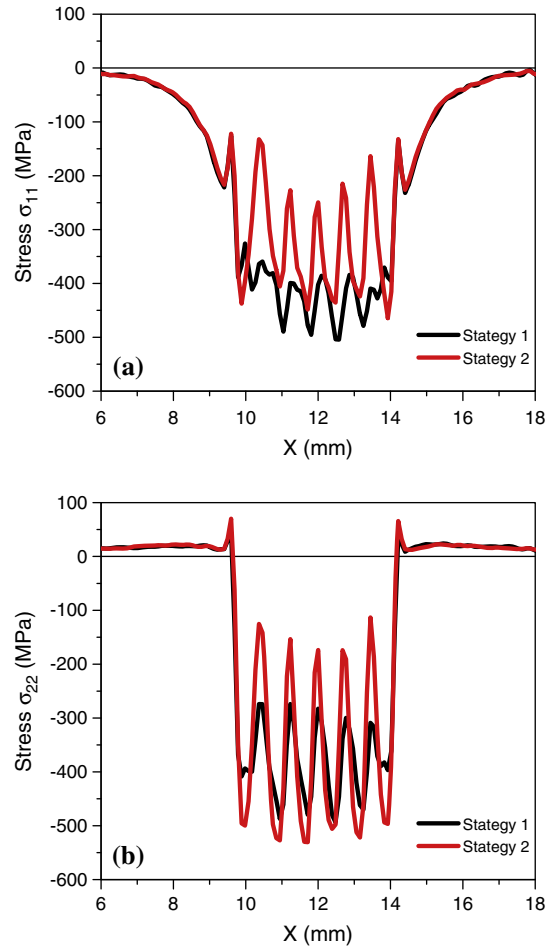 100
0
-100
-200
-300
-400
-500
-600
Stress σ11 (MPa)
(a)
Stategy 1
Stategy 2
6 8 10 12 14 16 18
X (mm)
100
0
-100
-200
-300
-400
-500
-600
Stress σ22 (MPa)
(b)
Stategy 1
Stategy 2
6 8 10 12 14 16 18
X (mm)